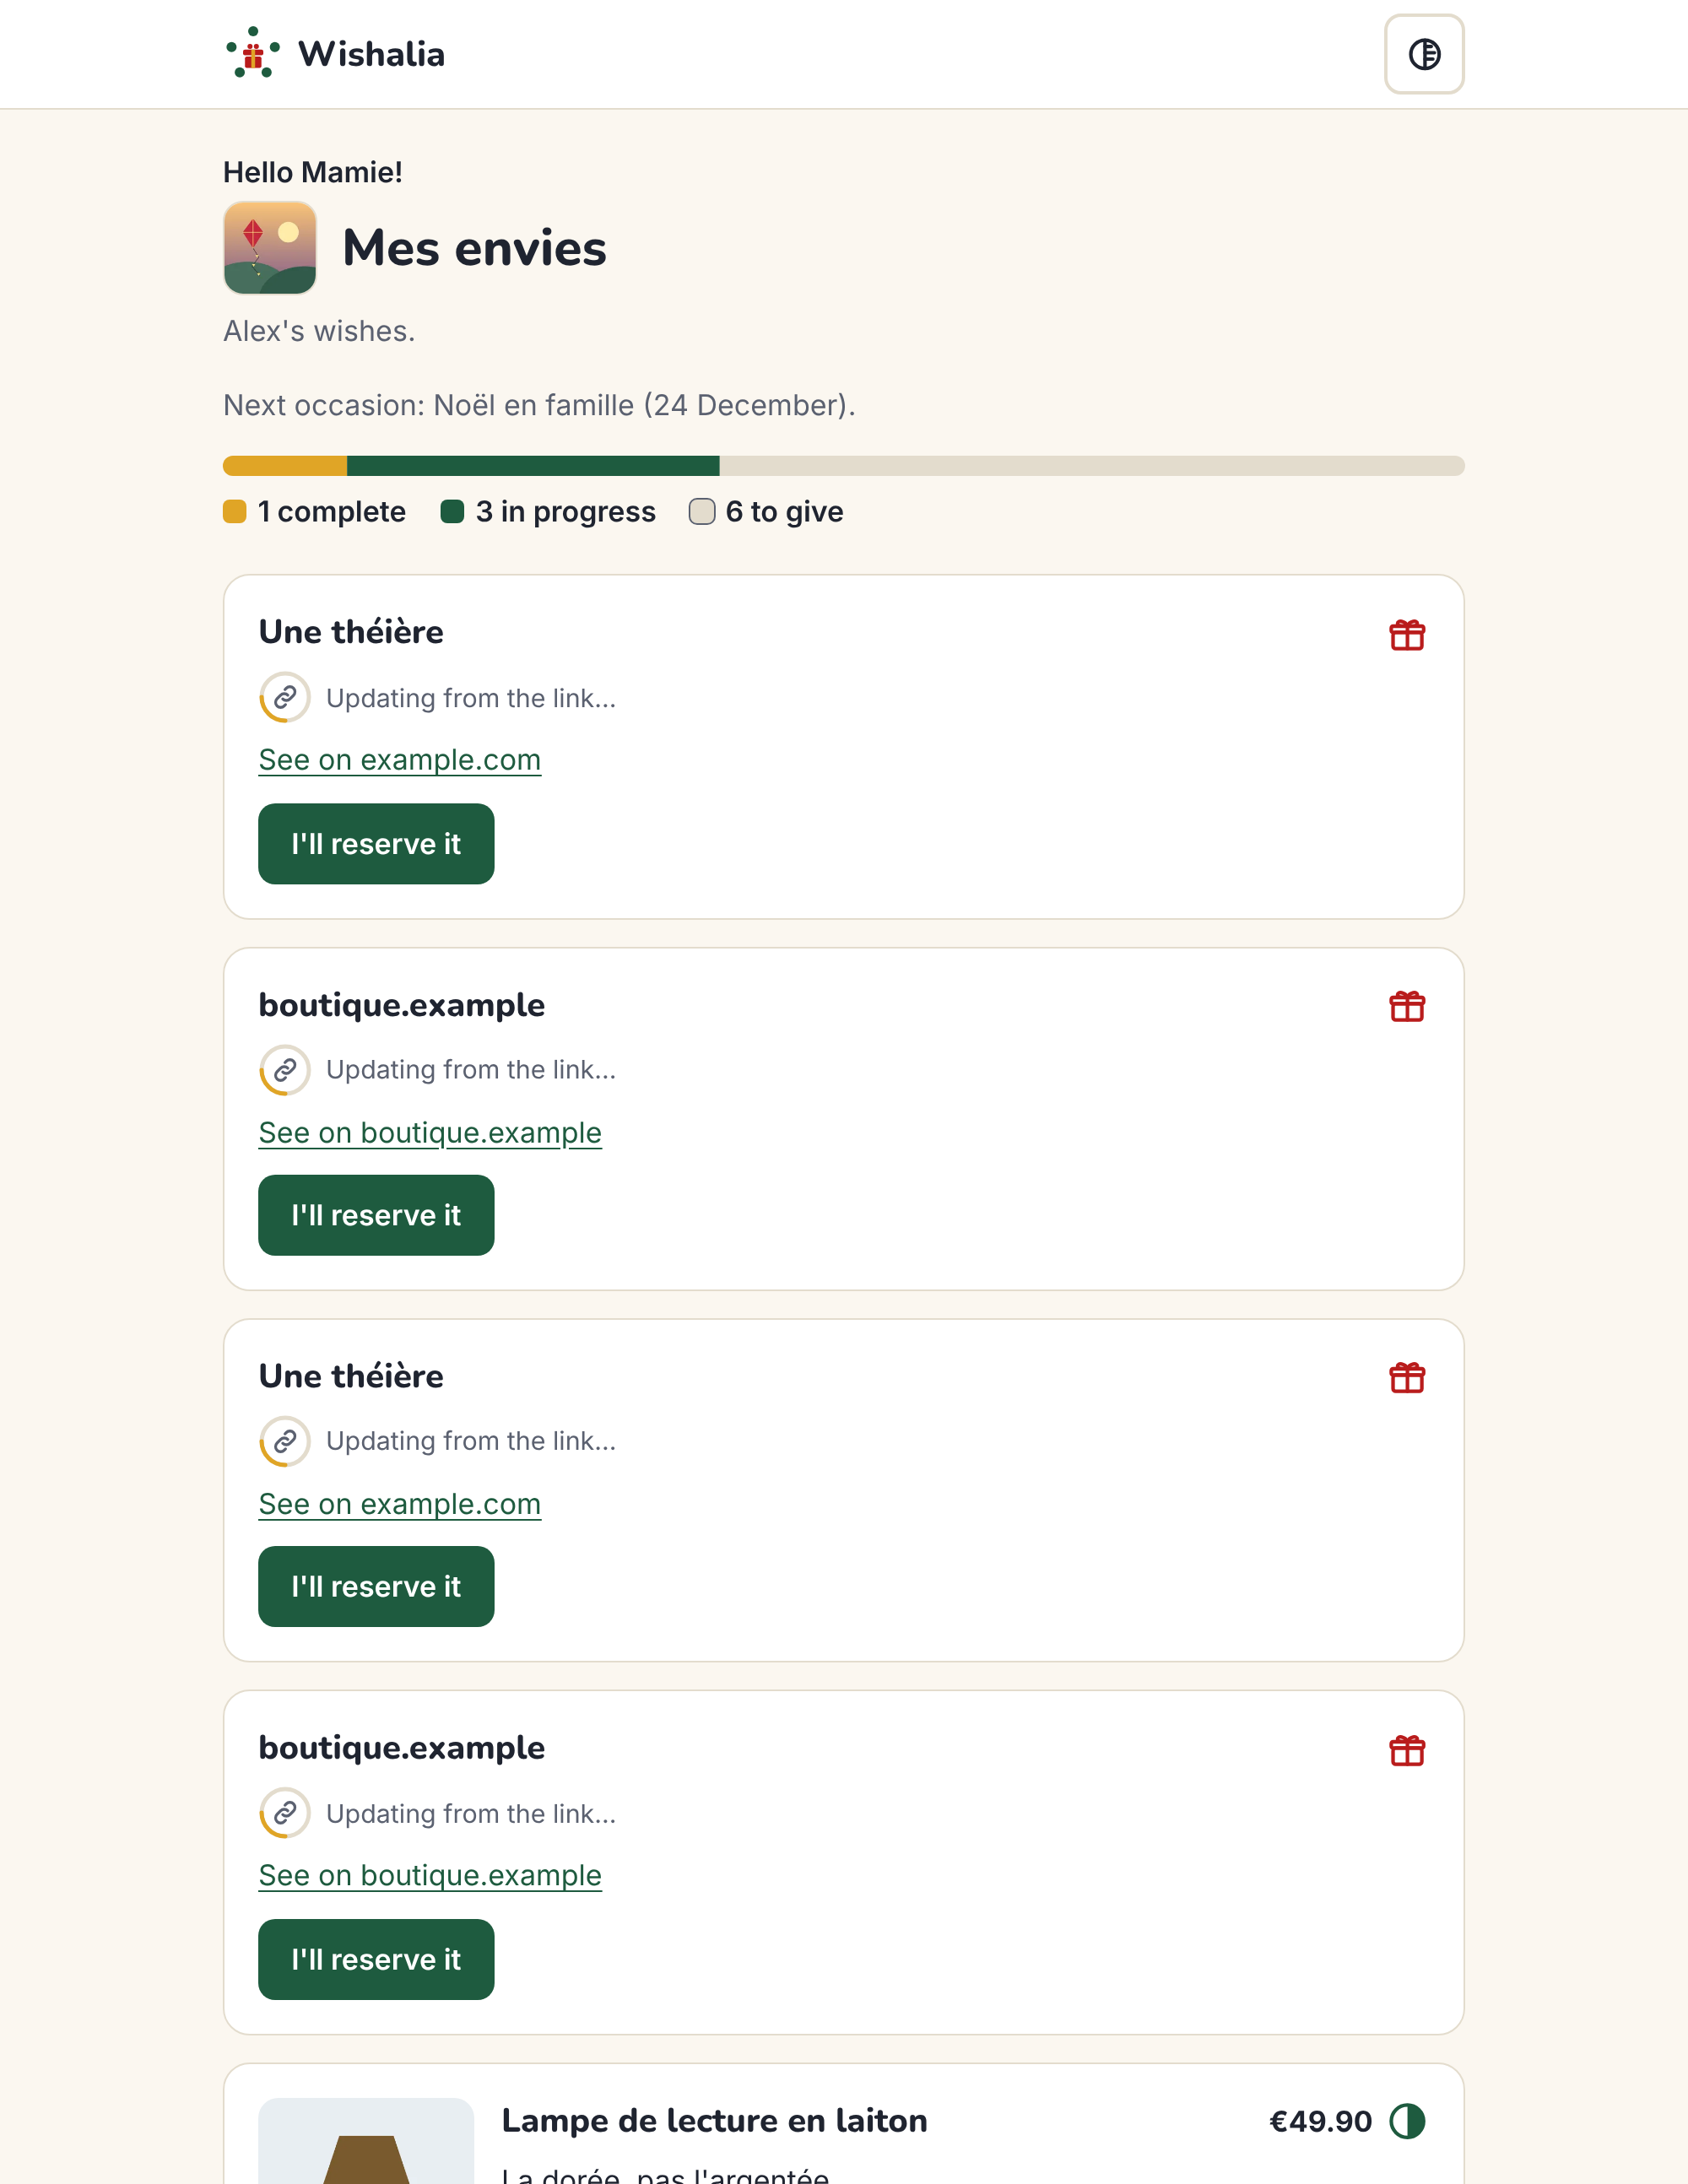 Wishalia
Hello Mamie!
Mes envies
Alex's wishes.
Next occasion: Noël en famille (24 December).
1 complete 3 in progress 6 to give
Une théière
Updating from the link...
See on example.com
I'll reserve it
boutique.example
Updating from the link...
See on boutique.example
I'll reserve it
Une théière
Updating from the link...
See on example.com
I'll reserve it
boutique.example
Updating from the link...
See on boutique.example
I'll reserve it
Lampe de lecture en laiton €49.90
La dorée, pas l'argentée